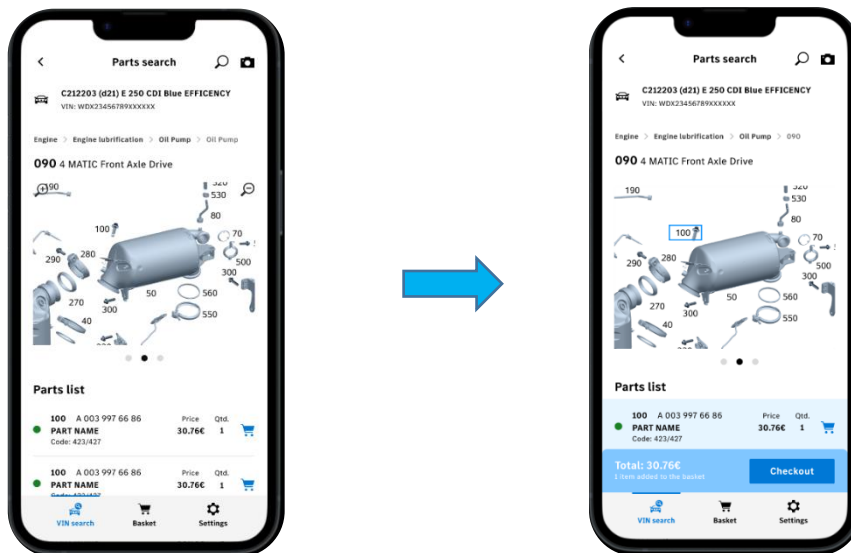 Parts search
C212203 (d21) E 250 CDI Blue EFFICENCY
VIN: WDX23456789XXXXXX
Engine > Engine lubrification > Oil Pump > Oil Pump
090 4 MATIC Front Axle Drive
190
320
530
80
100
70
290
280
500
300
50
560
270
300
550
40
Parts list
100 A 003 997 66 86 Price Qtd.
PART NAME 30.76€ 1
Code: 423/427
100 A 003 997 66 86 Price Qtd.
PART NAME 30.76€ 1
VIN search Basket Settings
Parts search
C212203 (d21) E 250 CDI Blue EFFICENCY
VIN: WDX23456789XXXXXX
Engine > Engine lubrification > Oil Pump > 090
090 4 MATIC Front Axle Drive
190
530
80
100
70
290
280
500
300
50
560
270
300
550
40
Parts list
100 A 003 997 66 86 Price Qtd.
PART NAME 30.76€ 1
Code: 423/427
Total: 30.76€
1 item added to the basket
Checkout
VIN search Basket Settings